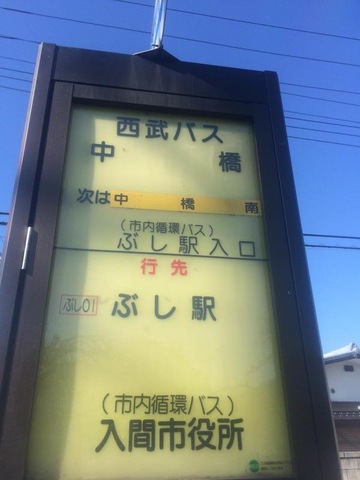 西武バス
中橋
次は 中橋南
(市内循環バス)
ぶし駅入口
行先
ぶし01 ぶし駅
(市内循環バス)
入間市役所